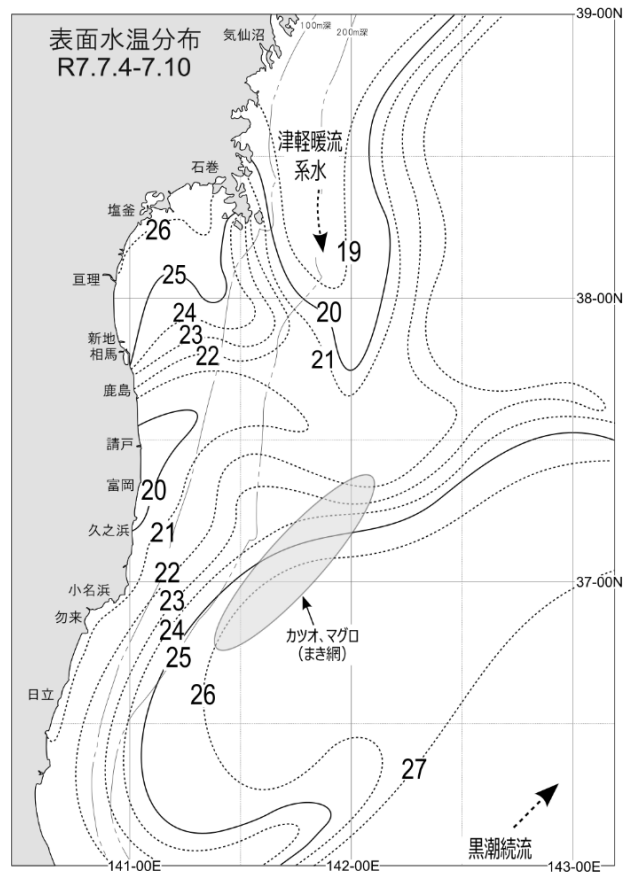 表面水温分布
R7.7.4-7.10
気仙沼
100m深
200m深
39-00N
津軽暖流
系水
石巻
塩釜
26
19
亘理
25
38-00N
24
20
新地
23
相馬
22
21
鹿島
請戸
富岡
20
久之浜
21
22
37-00N
小名浜
23
勿来
24
カツオ、マグロ
(まき網)
25
日立
26
27
黒潮続流
141-00E
142-00E
143-00E